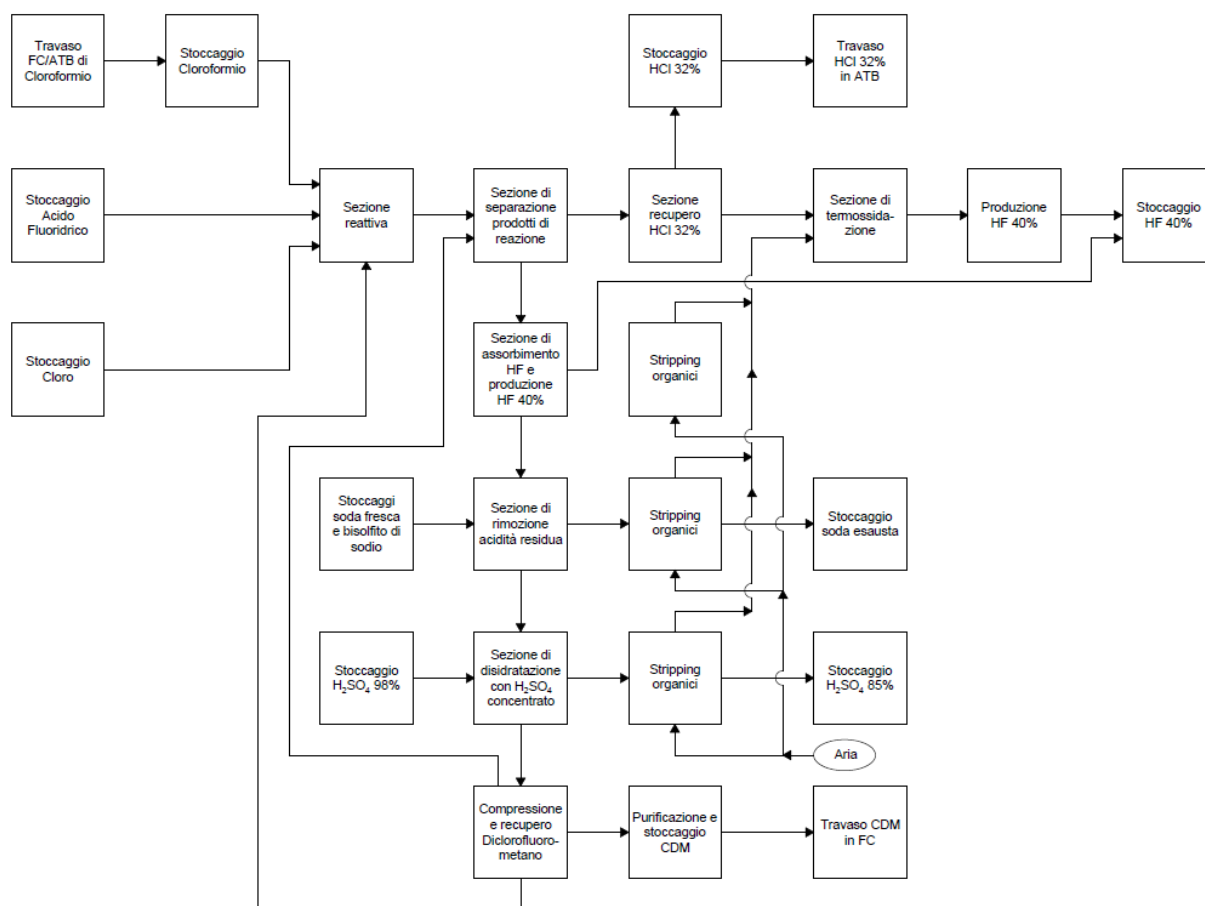 Travaso
FC/ATB di
Cloroformio
Stoccaggio
Cloroformio
Stoccaggio
HCl 32%
Travaso
HCl 32%
in ATB
Stoccaggio
Acido
Fluoridrico
Sezione
reattiva
Sezione di
separazione
prodotti di
reazione
Sezione
recupero
HCl 32%
Sezione di
termossida-
zione
Produzione
HF 40%
Stoccaggio
HF 40%
Stoccaggio
Cloro
Sezione di
assorbimento
HF e
produzione
HF 40%
Stripping
organici
Stoccaggi
soda fresca
e bisolfito di
sodio
Sezione di
rimozione
acidità residua
Stripping
organici
Stoccaggio
soda esausta
Stoccaggio
H₂SO₄ 98%
Sezione di
disidratazione
con H₂SO₄
concentrato
Stripping
organici
Stoccaggio
H₂SO₄ 85%
Aria
Compressione
e recupero
Diclorofluoro-
metano
Purificazione e
stoccaggio
CDM
Travaso CDM
in FC